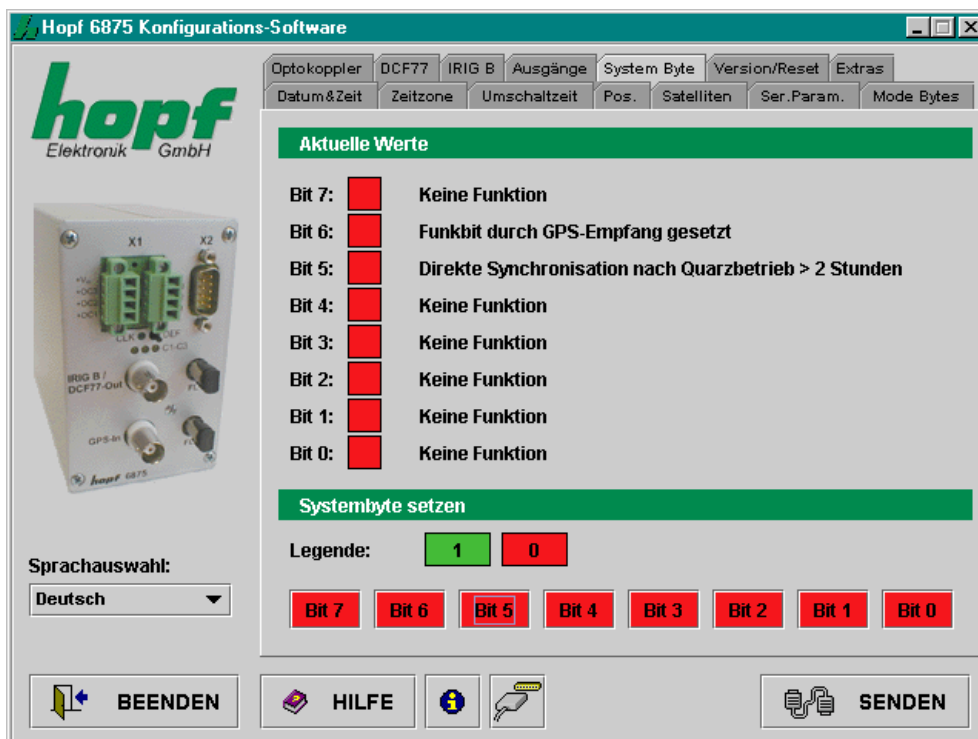 Hopf 6875 Konfigurations-Software
Optokoppler DCF77 IRIG B Ausgänge System Byte Version/Reset Extras
Datum&Zeit Zeitzone Umschaltzeit Pos. Satelliten Ser.Param. Mode Bytes
hopf
Elektronik GmbH
Aktuelle Werte
Bit 7: Keine Funktion
Bit 6: Funkbit durch GPS-Empfang gesetzt
Bit 5: Direkte Synchronisation nach Quarzbetrieb > 2 Stunden
Bit 4: Keine Funktion
Bit 3: Keine Funktion
Bit 2: Keine Funktion
Bit 1: Keine Funktion
Bit 0: Keine Funktion
X1 X2
CLK DEF
C1-C3
IRIG B /
DCF77-Out
GPS-In
hopf 6875
Systembyte setzen
Legende: 1 0
Bit 7 Bit 6 Bit 5 Bit 4 Bit 3 Bit 2 Bit 1 Bit 0
Sprachauswahl:
Deutsch
BEENDEN HILFE SENDEN